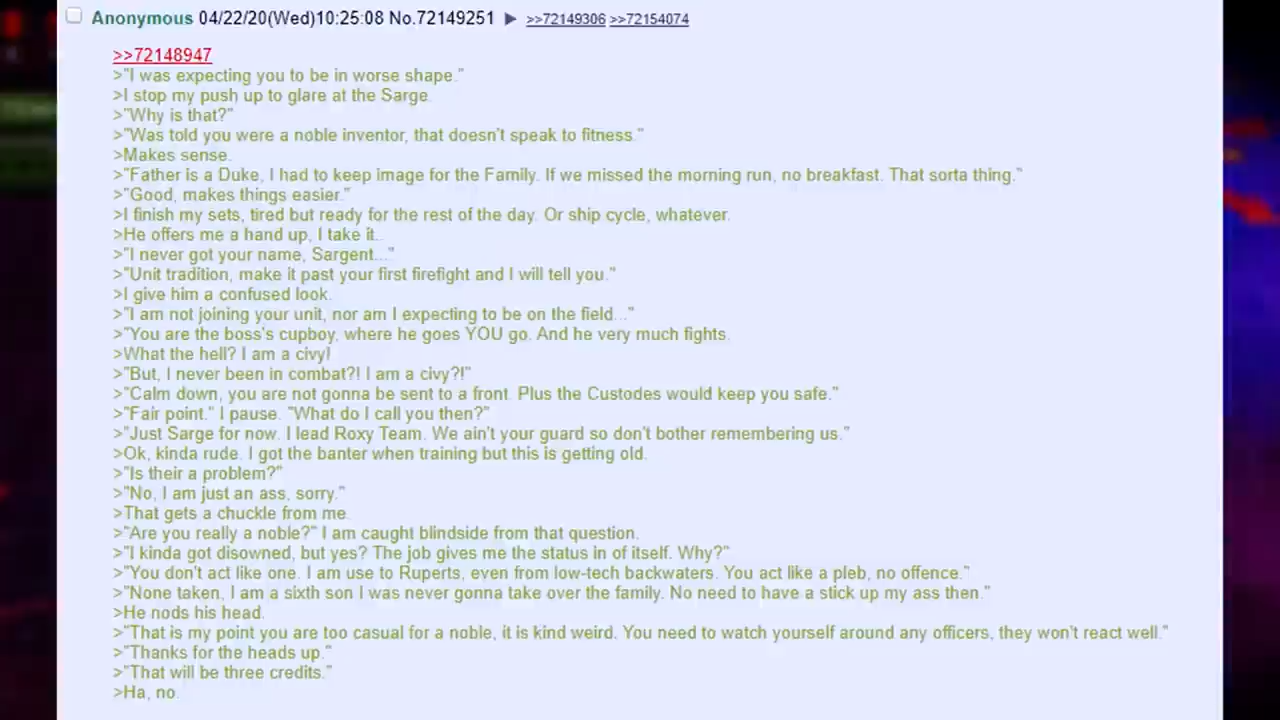 Anonymous 04/22/20(Wed)10:25:08 No.72149251 ▶ >>72149306 >>72154074
>>72148947
>"I was expecting you to be in worse shape."
>I stop my push up to glare at the Sarge.
>"Why is that?"
>"Was told you were a noble inventor, that doesn't speak to fitness."
>Makes sense.
>"Father is a Duke, I had to keep image for the Family. If we missed the morning run, no breakfast. That sorta thing."
>"Good, makes things easier."
>I finish my sets, tired but ready for the rest of the day. Or ship cycle, whatever.
>He offers me a hand up, I take it.
>"I never got your name, Sargent..."
>"Unit tradition, make it past your first firefight and I will tell you."
>I give him a confused look.
>"I am not joining your unit, nor am I expecting to be on the field..."
>"You are the boss's cupboy, where he goes YOU go. And he very much fights.
>What the hell? I am a civy!
>"But, I never been in combat?! I am a civy?!"
>"Calm down, you are not gonna be sent to a front. Plus the Custodes would keep you safe."
>"Fair point." I pause. "What do I call you then?"
>"Just Sarge for now. I lead Roxy Team. We ain't your guard so don't bother remembering us."
>Ok, kinda rude. I got the banter when training but this is getting old.
>"Is their a problem?"
>"No, I am just an ass, sorry."
>That gets a chuckle from me.
>"Are you really a noble?" I am caught blindside from that question.
>"I kinda got disowned, but yes? The job gives me the status in of itself. Why?"
>"You don't act like one. I am use to Ruperts, even from low-tech backwaters. You act like a pleb, no offence."
>"None taken, I am a sixth son I was never gonna take over the family. No need to have a stick up my ass then."
>He nods his head.
>"That is my point you are too casual for a noble, it is kind weird. You need to watch yourself around any officers, they won't react well."
>"Thanks for the heads up."
>"That will be three credits."
>Ha, no.